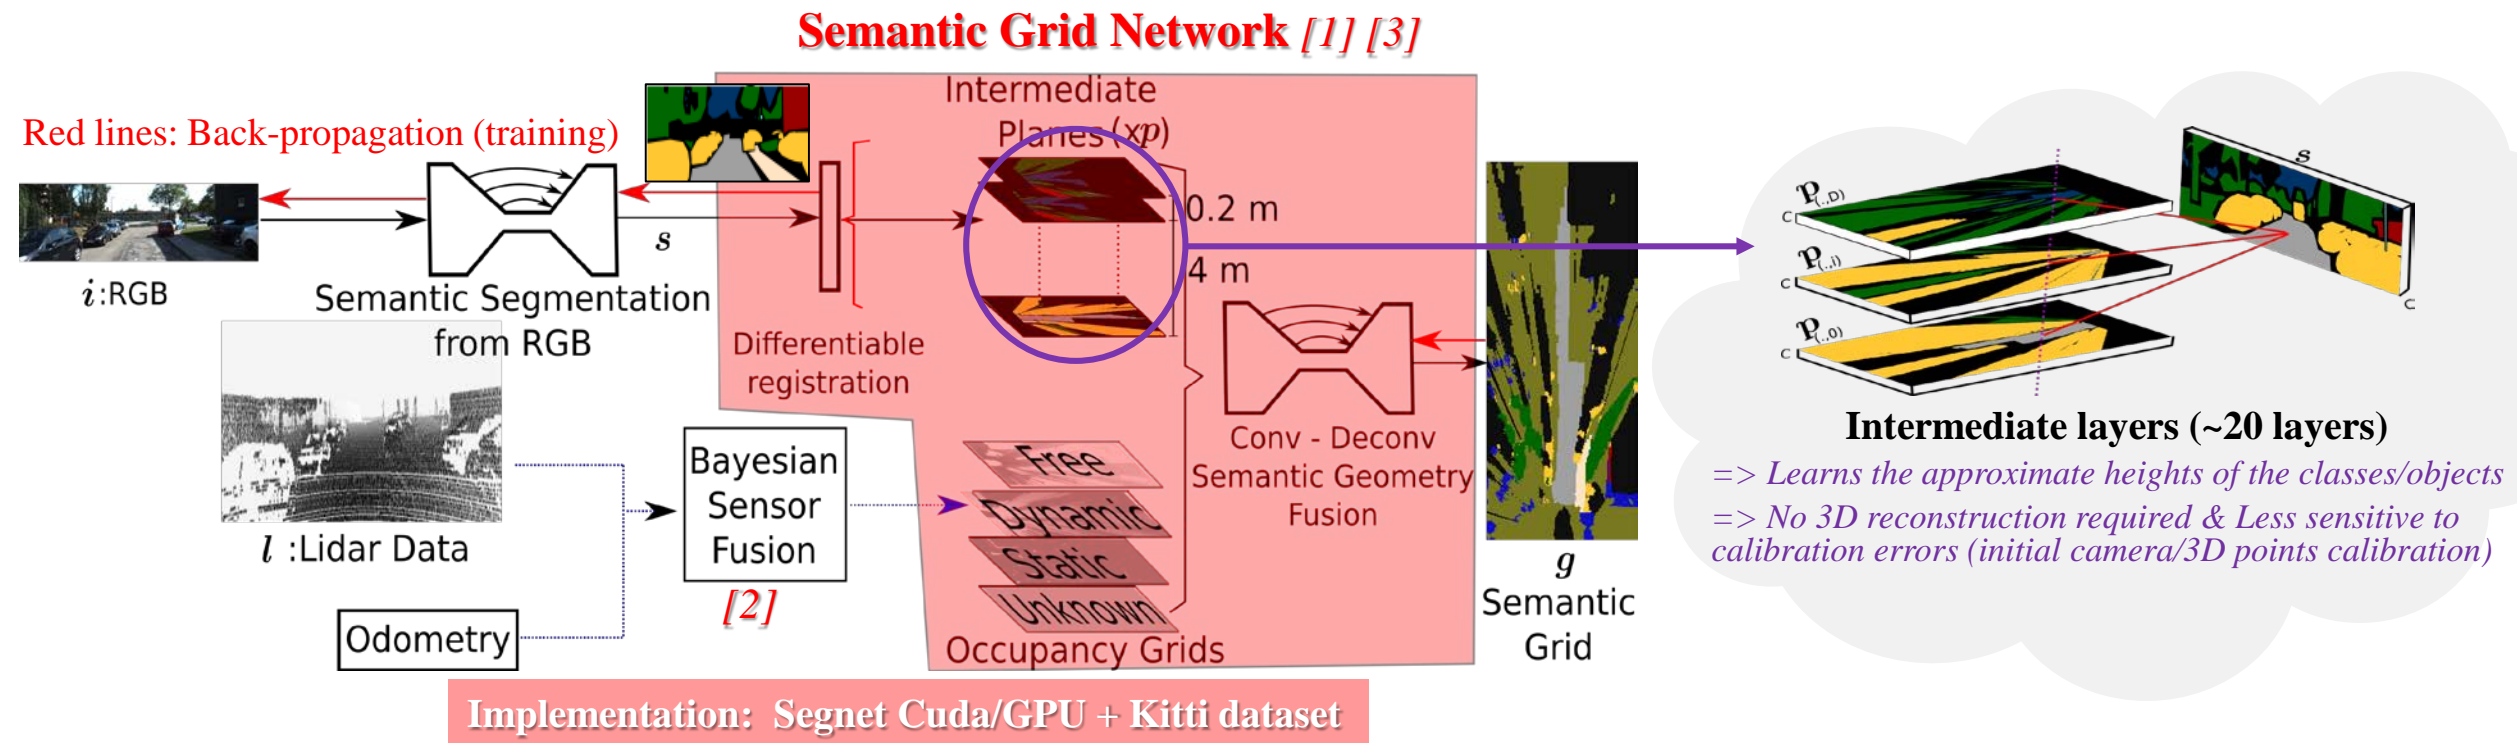 Semantic Grid Network [1] [3]
Red lines: Back-propagation (training)
Intermediate
Planes (xp)
0.2 m
4 m
s
i:RGB
Semantic Segmentation
from RGB
Differentiable
registration
l :Lidar Data
Odometry
Bayesian
Sensor
Fusion
[2]
Free
Dynamic
Static
Unknown
Occupancy Grids
Conv - Deconv
Semantic Geometry
Fusion
g
Semantic
Grid
s
c
P(.,D)
c
P(.,i)
c
P(.,0)
c
Intermediate layers (~20 layers)
=> Learns the approximate heights of the classes/objects
=> No 3D reconstruction required & Less sensitive to
calibration errors (initial camera/3D points calibration)
Implementation: Segnet Cuda/GPU + Kitti dataset